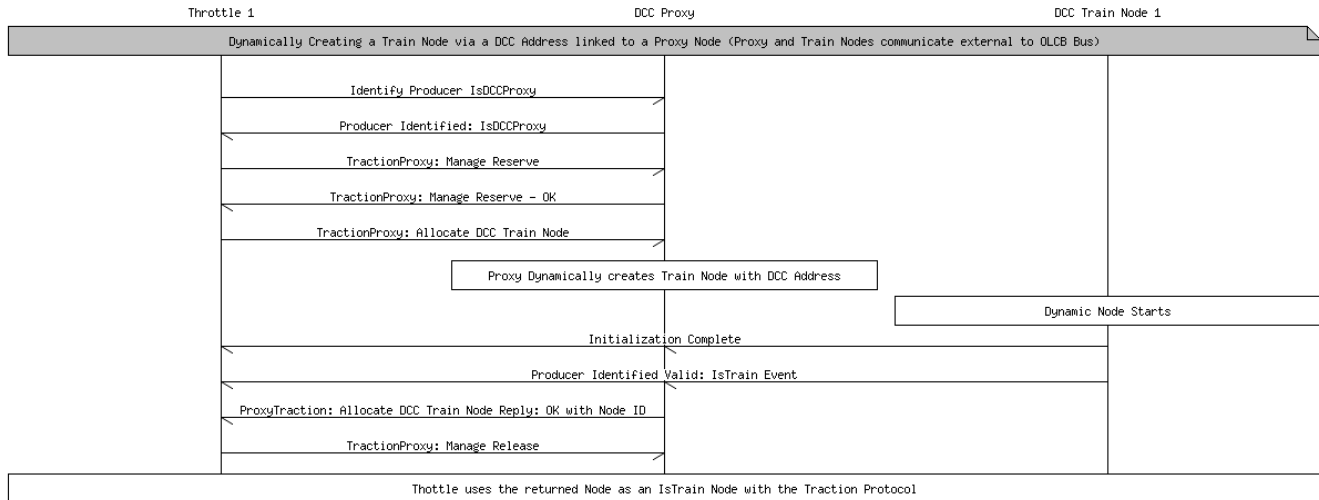 Throttle 1 DCC Proxy DCC Train Node 1
Dynamically Creating a Train Node via a DCC Address linked to a Proxy Node (Proxy and Train Nodes communicate external to OLCB Bus)
Identify Producer IsDCCProxy
Producer Identified: IsDCCProxy
TractionProxy: Manage Reserve
TractionProxy: Manage Reserve - OK
TractionProxy: Allocate DCC Train Node
Proxy Dynamically creates Train Node with DCC Address
Dynamic Node Starts
Initialization Complete
Producer Identified Valid: IsTrain Event
ProxyTraction: Allocate DCC Train Node Reply: OK with Node ID
TractionProxy: Manage Release
Thottle uses the returned Node as an IsTrain Node with the Traction Protocol